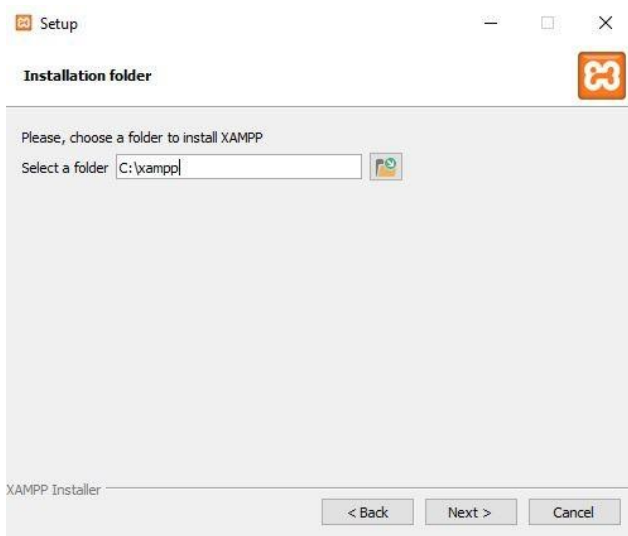 Setup
Installation folder
Please, choose a folder to install XAMPP
Select a folder C:\xampp
XAMPP Installer
< Back Next > Cancel